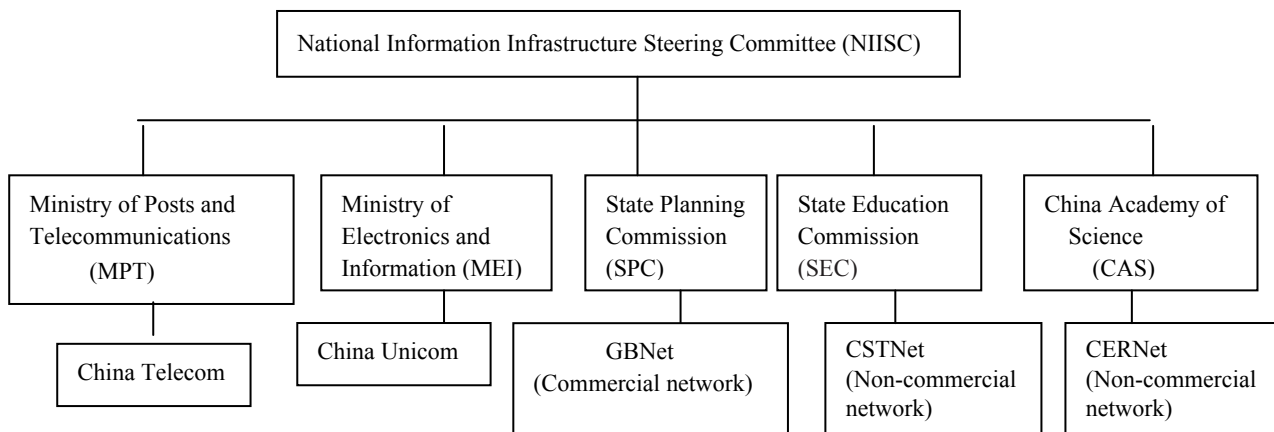 National Information Infrastructure Steering Committee (NIISC)
Ministry of Posts and
Telecommunications
(MPT)
Ministry of
Electronics and
Information (MEI)
State Planning
Commission
(SPC)
State Education
Commission
(SEC)
China Academy of
Science
(CAS)
China Telecom
China Unicom
GBNet
(Commercial network)
CSTNet
(Non-commercial
network)
CERNet
(Non-commercial
network)